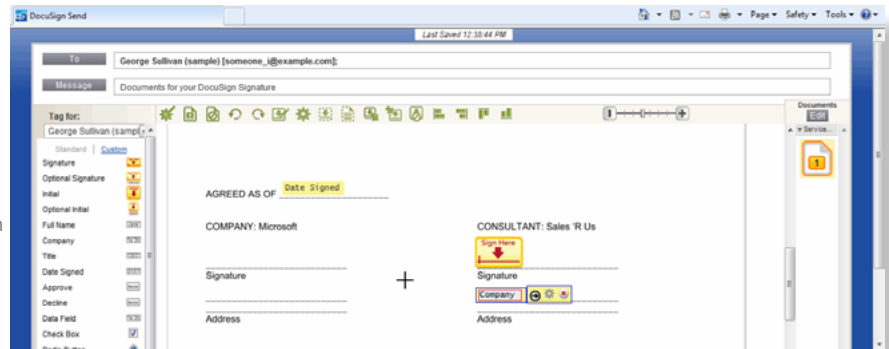 DocuSign Send
Page Safety Tools
Last Saved 12:38:44 PM
To George Sullivan (sample) [someone_i@example.com];
Message Documents for your DocuSign Signature
Tag for:
George Sullivan (sampl
Standard | Custom
Signature
Optional Signature
Initial
Optional Initial
Full Name
Company
Title
Date Signed
Approve
Decline
Data Field
Check Box
Radio Button
Documents
Edit
Service...
1
AGREED AS OF Date Signed
COMPANY: Microsoft CONSULTANT: Sales 'R Us
Sign Here
Signature Signature
Company
Address Address